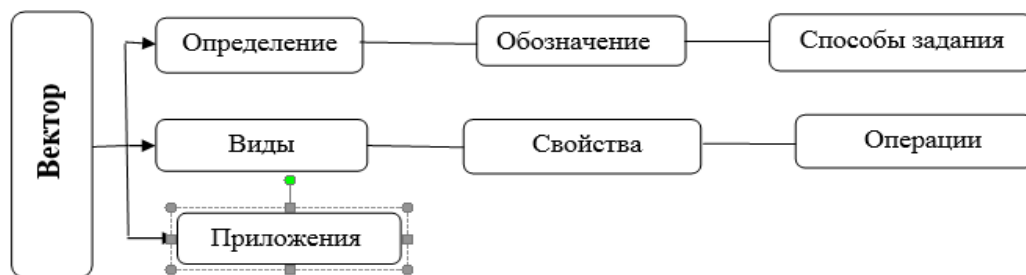 Вектор
Определение
Обозначение
Способы задания
Виды
Свойства
Операции
Приложения